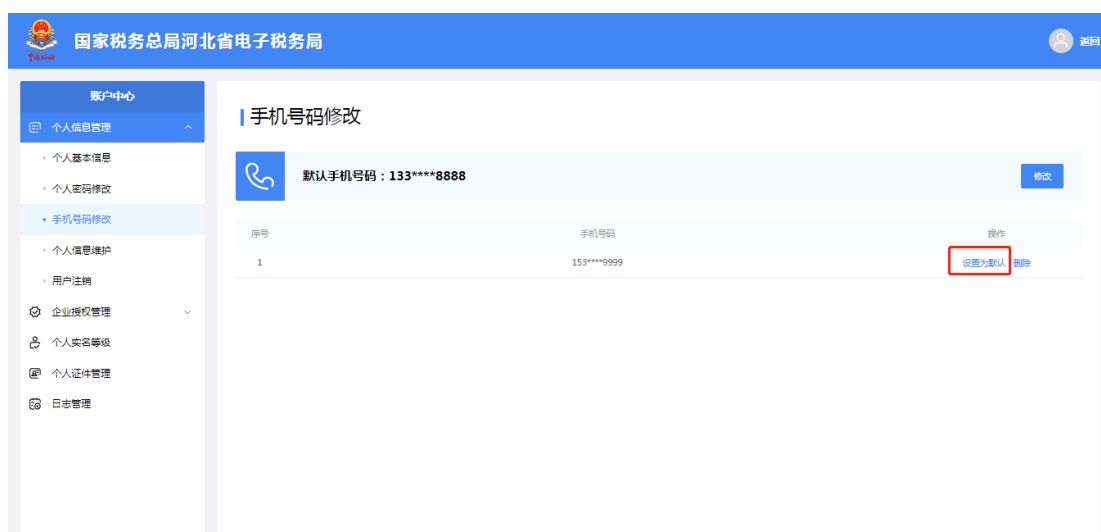 国家税务总局河北省电子税务局
返回
账户中心
个人信息管理
个人基本信息
个人密码修改
手机号码修改
个人信息维护
用户注销
企业授权管理
个人实名等级
个人证件管理
日志管理
手机号码修改
默认手机号码：133****8888
修改
序号 手机号码 操作
1 153****9999 设置为默认 删除